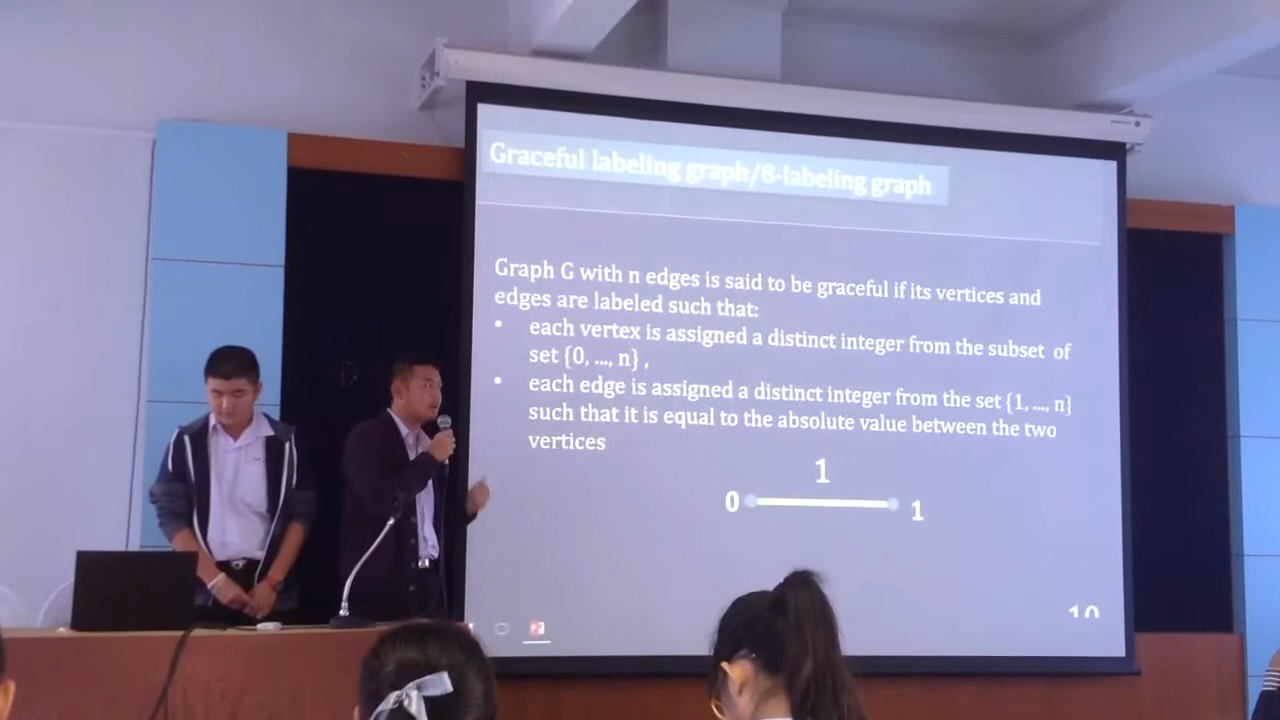 Graceful labeling graph/β-labeling graph
Graph G with n edges is said to be graceful if its vertices and
edges are labeled such that:
• each vertex is assigned a distinct integer from the subset of
set {0, ..., n} ,
• each edge is assigned a distinct integer from the set {1, ..., n}
such that it is equal to the absolute value between the two
vertices
1
0 1
10